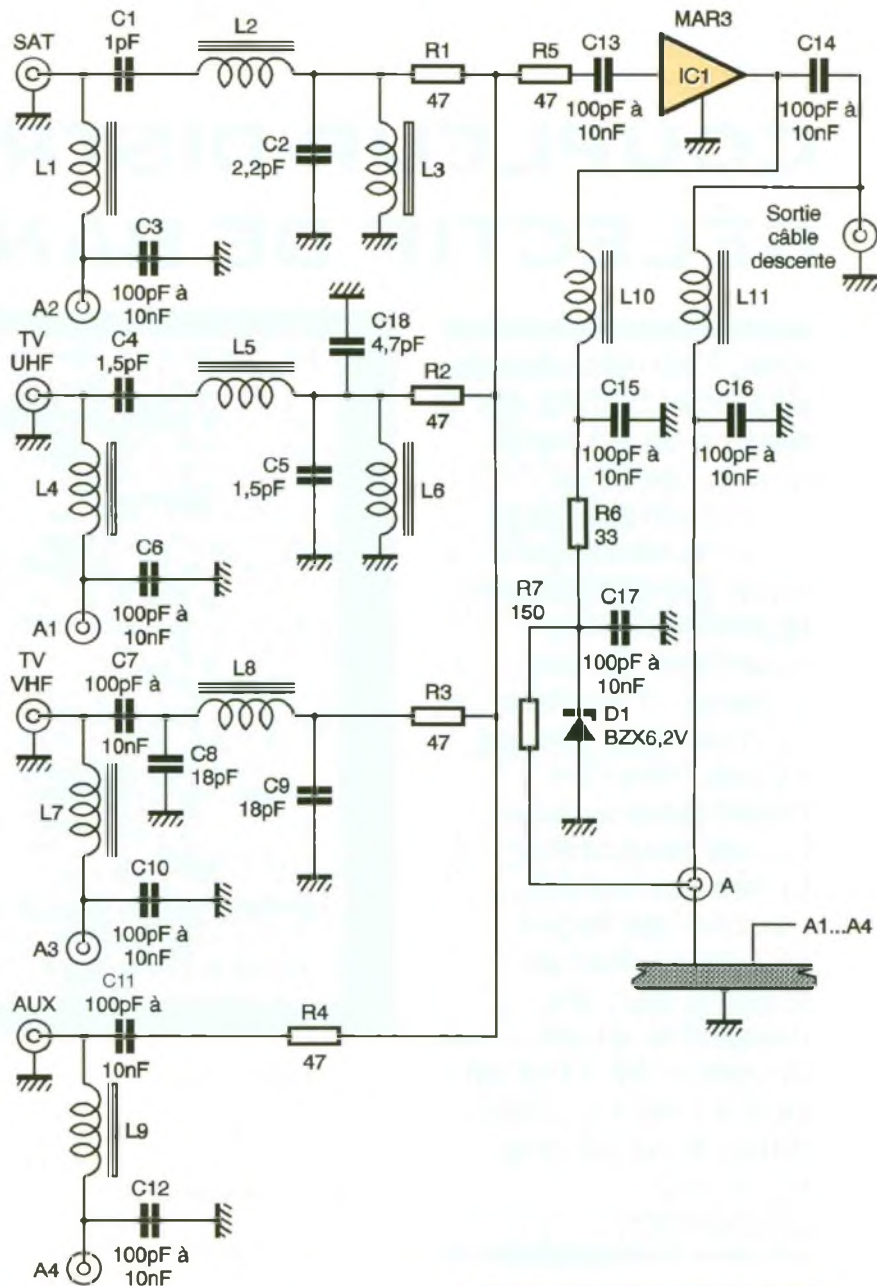 SAT
C1
1pF
L2
R1
47
R5
47
C13
100pF à
10nF
MAR3
IC1
C14
100pF à
10nF
L1
C2
2,2pF
L3
C3
100pF à
10nF
A2
Sortie
câble
descente
L10
L11
C18
4,7pF
TV
UHF
C4
1,5pF
L5
R2
47
C15
100pF à
10nF
C16
100pF à
10nF
L4
C5
1,5pF
L6
R6
33
C6
100pF à
10nF
A1
R7
150
C17
100pF à
10nF
TV
VHF
C7
100pF à
10nF
L8
R3
47
D1
BZX6,2V
C8
18pF
C9
18pF
L7
C10
100pF à
10nF
A3
A
A1...A4
AUX
C11
100pF à
10nF
R4
47
L9
C12
100pF à
10nF
A4